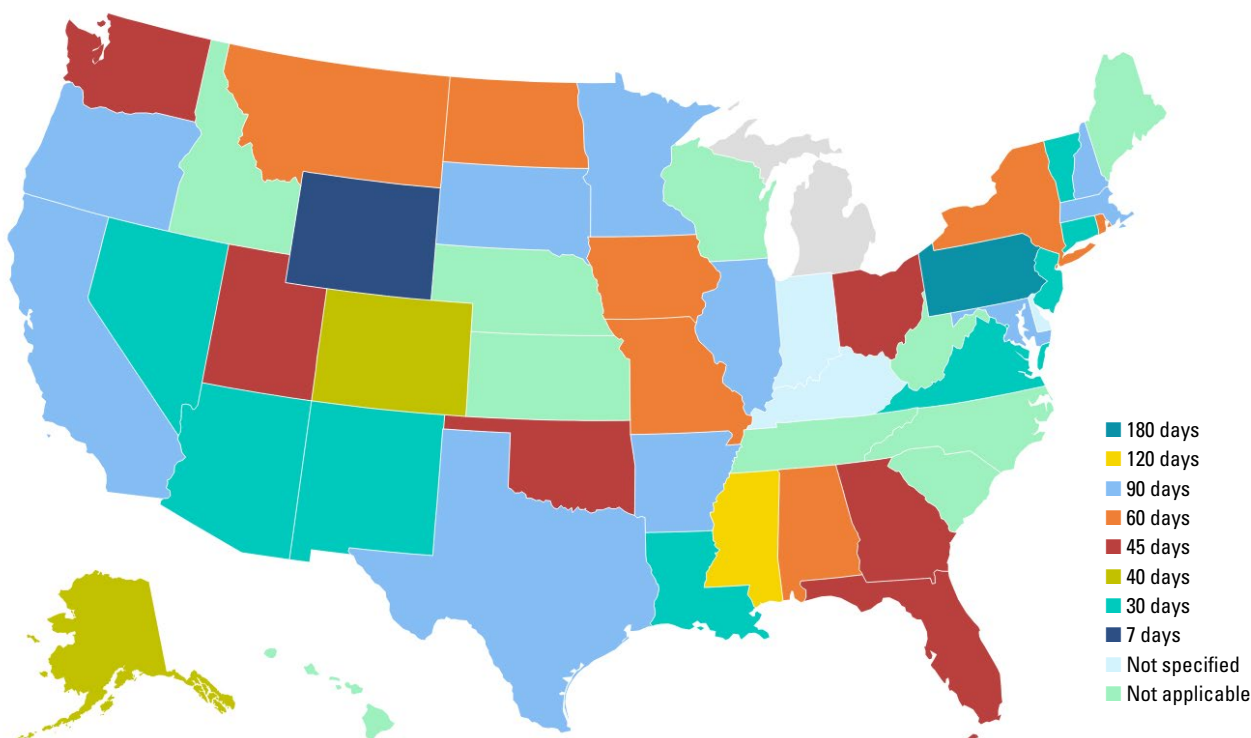 180 days
120 days
90 days
60 days
45 days
40 days
30 days
7 days
Not specified
Not applicable